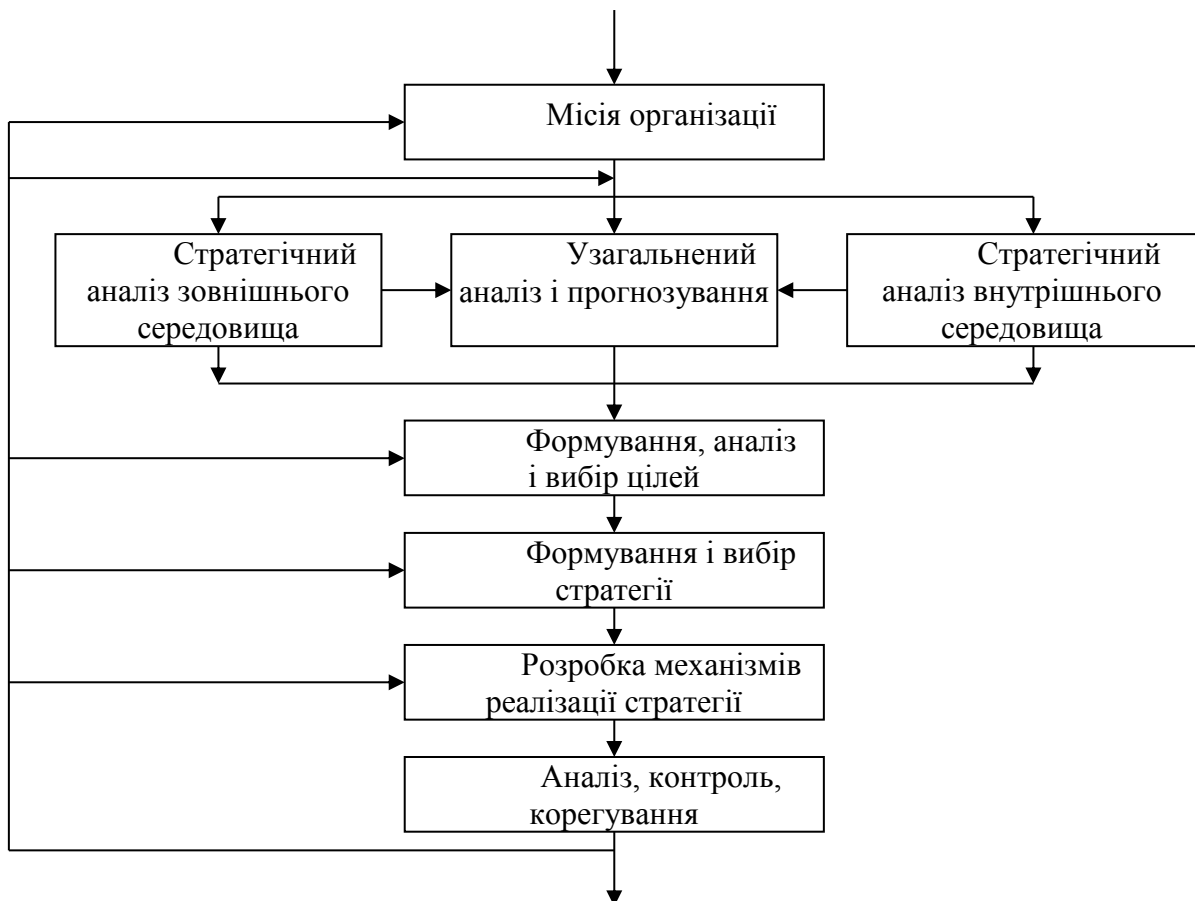 Місія організації
Стратегічний
аналіз зовнішнього
середовища
Узагальнений
аналіз і прогнозування
Стратегічний
аналіз внутрішнього
середовища
Формування, аналіз
і вибір цілей
Формування і вибір
стратегії
Розробка механізмів
реалізації стратегії
Аналіз, контроль,
корегування